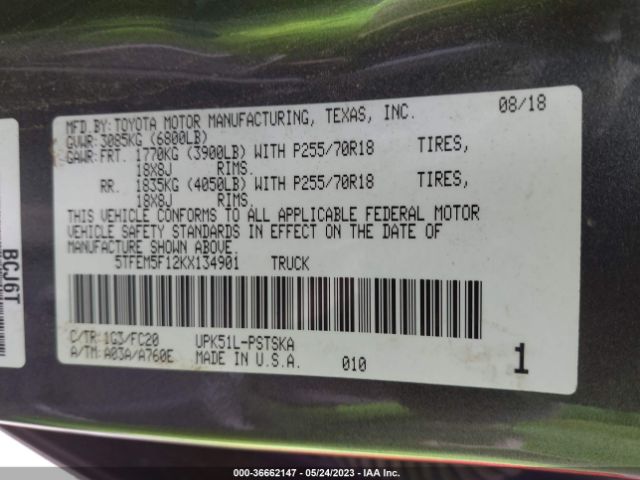 MFD.BY:TOYOTA MOTOR MANUFACTURING, TEXAS, INC. 08/18
GVWR:3085KG (6800LB)
GAWR:FRT. 1770KG (3900LB) WITH P255/70R18 TIRES,
18X8J RIMS.
RR. 1835KG (4050LB) WITH P255/70R18 TIRES,
18X8J RIMS.
THIS VEHICLE CONFORMS TO ALL APPLICABLE FEDERAL MOTOR
VEHICLE SAFETY STANDARDS IN EFFECT ON THE DATE OF
MANUFACTURE SHOWN ABOVE.
5TFEM5F12KX134901 TRUCK
C/TR:1G3/FC20 UPK51L-PSTSKA
A/TM:A03A/A760E MADE IN U.S.A. 010 1
BCJ6T
000-36662147 - 05/24/2023 - IAA Inc.